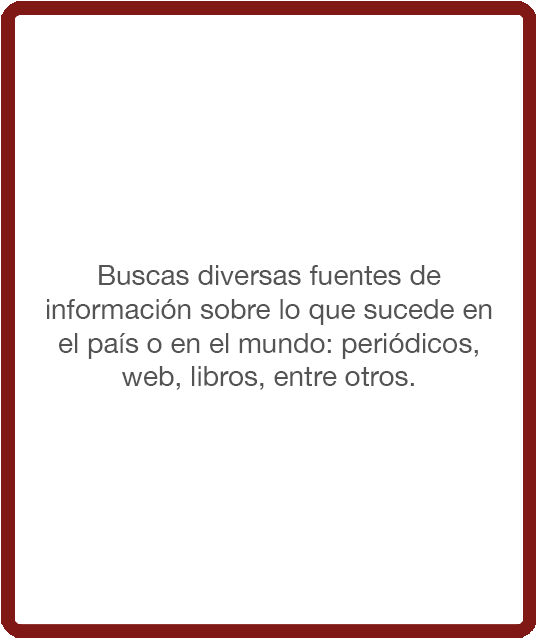 Buscas diversas fuentes de
información sobre lo que sucede en
el país o en el mundo: periódicos,
web, libros, entre otros.